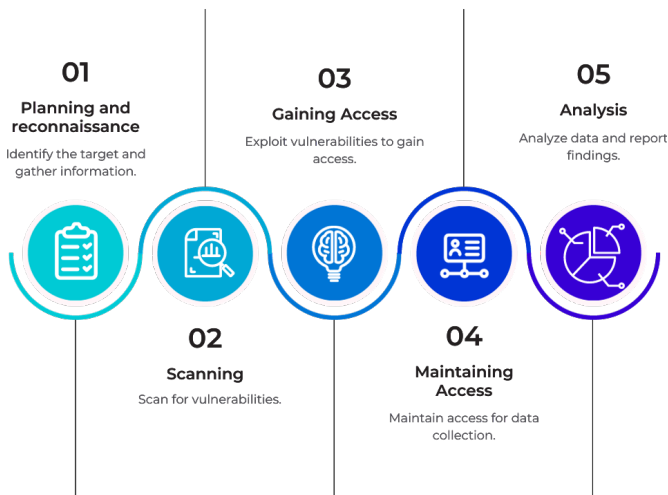 01
Planning and
reconnaissance
Identify the target and
gather information.
02
Scanning
Scan for vulnerabilities.
03
Gaining Access
Exploit vulnerabilities to gain
access.
04
Maintaining
Access
Maintain access for data
collection.
05
Analysis
Analyze data and report
findings.